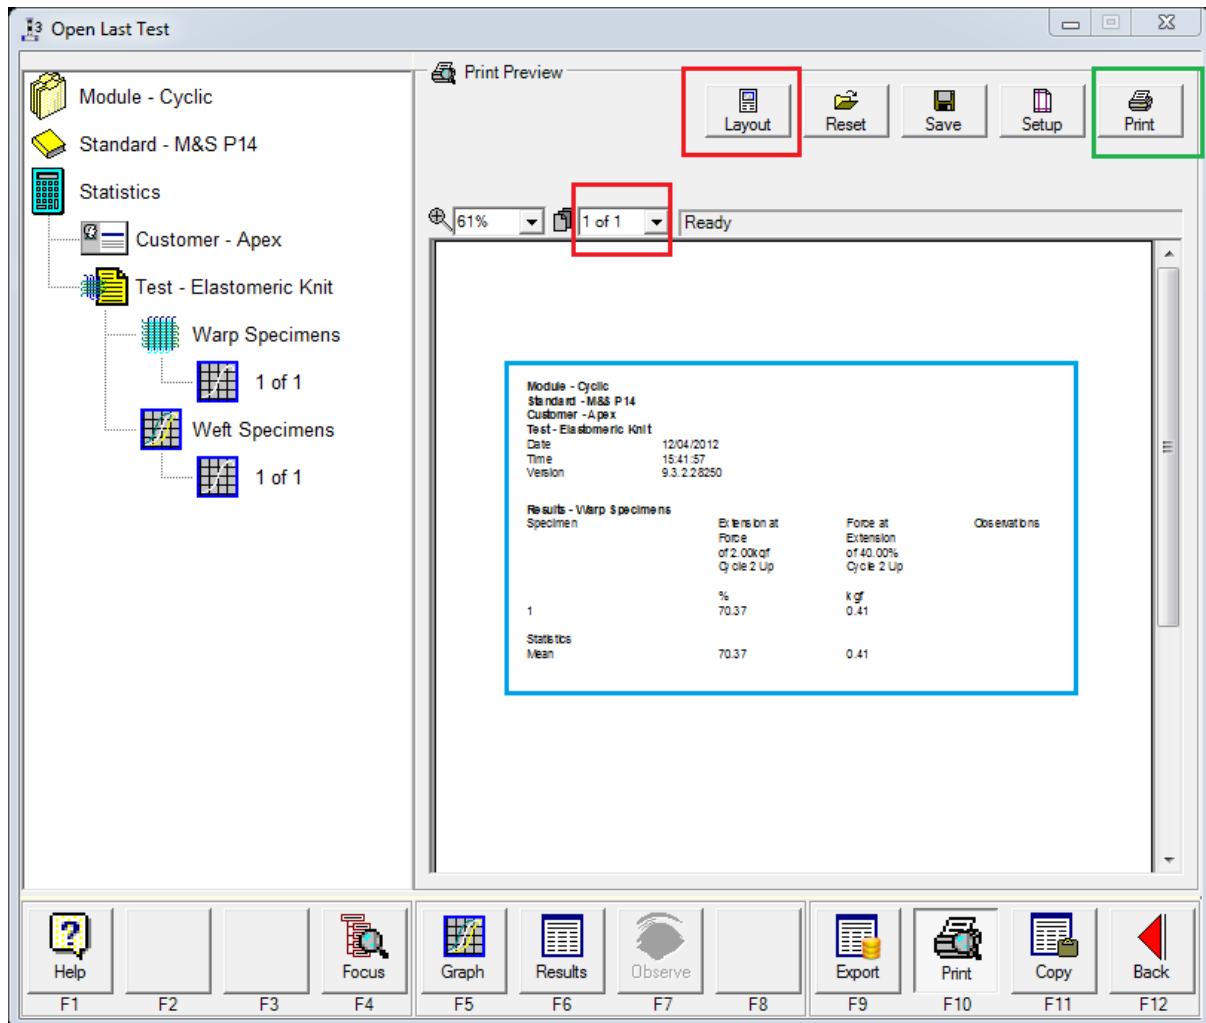 Open Last Test
Module - Cyclic
Standard - M&S P14
Statistics
Customer - Apex
Test - Elastomeric Knit
Warp Specimens
1 of 1
Weft Specimens
1 of 1
Print Preview
Layout Reset Save Setup Print
61% 1 of 1 Ready
Module - Cyclic
Standard - M&S P14
Customer - Apex
Test - Elastomeric Knit
Date 12/04/2012
Time 15:41:57
Version 9.3.2.28250
Results - Warp Specimens
Specimen Extension at Force at Observations
Force Extension
of 2.00kgf of 40.00%
Cycle 2 Up Cycle 2 Up
% kgf
1 70.37 0.41
Statistics
Mean 70.37 0.41
Help Focus Graph Results Observe Export Print Copy Back
F1 F2 F3 F4 F5 F6 F7 F8 F9 F10 F11 F12